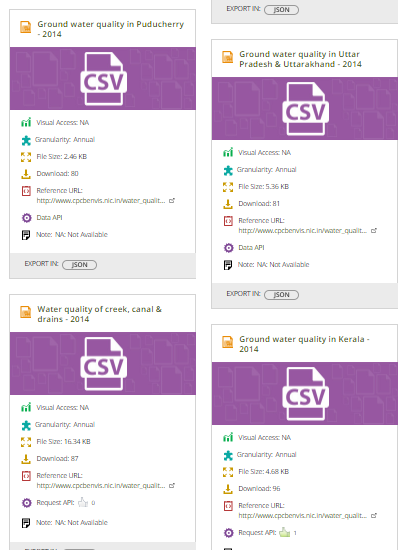 Ground water quality in Puducherry
- 2014
CSV
Visual Access: NA
Granularity: Annual
File Size: 2.46 KB
Download: 80
Reference URL:
http://www.cpcbenvis.nic.in/water_qualit...
Data API
Note: NA: Not Available
EXPORT IN: JSON
Water quality of creek, canal &
drains - 2014
CSV
Visual Access: NA
Granularity: Annual
File Size: 16.34 KB
Download: 87
Reference URL:
http://www.cpcbenvis.nic.in/water_qualit...
Request API: 0
Note: NA: Not Available
EXPORT IN: JSON
Ground water quality in Uttar
Pradesh & Uttarakhand - 2014
CSV
Visual Access: NA
Granularity: Annual
File Size: 5.36 KB
Download: 81
Reference URL:
http://www.cpcbenvis.nic.in/water_qualit...
Data API
Note: NA: Not Available
EXPORT IN: JSON
Ground water quality in Kerala -
2014
CSV
Visual Access: NA
Granularity: Annual
File Size: 4.68 KB
Download: 96
Reference URL:
http://www.cpcbenvis.nic.in/water_qualit...
Request API: 1